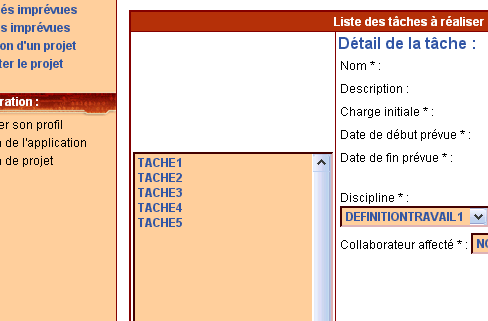 és imprévues
s imprévues
on d'un projet
ter le projet
ration :
er son profil
n de l'application
n de projet
Liste des tâches à réaliser
Détail de la tâche :
Nom * :
Description :
Charge initiale * :
Date de début prévue * :
Date de fin prévue * :
TACHE1
TACHE2
TACHE3
TACHE4
TACHE5
Discipline * :
DEFINITIONTRAVAIL1
Collaborateur affecté * : NO